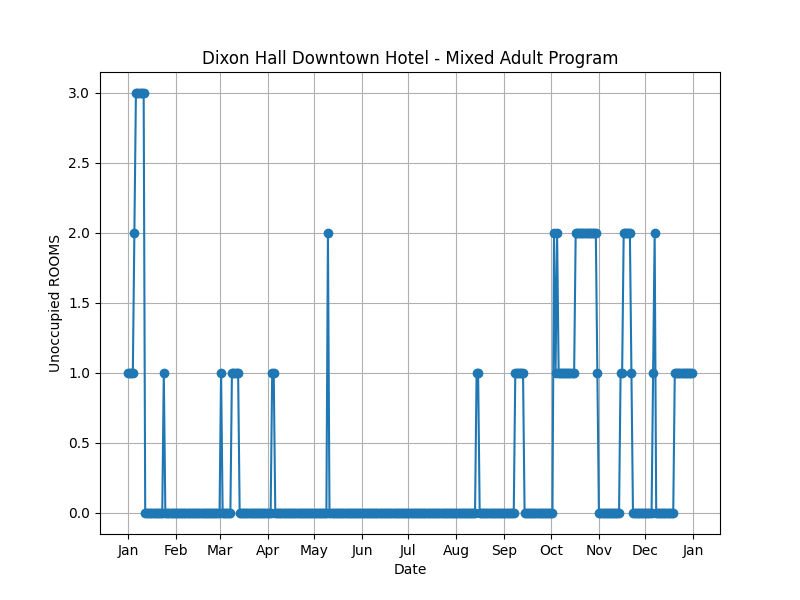 Dixon Hall Downtown Hotel - Mixed Adult Program
3.0
2.5
2.0
1.5
1.0
0.5
0.0
Unoccupied ROOMS
Jan Feb Mar Apr May Jun Jul Aug Sep Oct Nov Dec Jan
Date